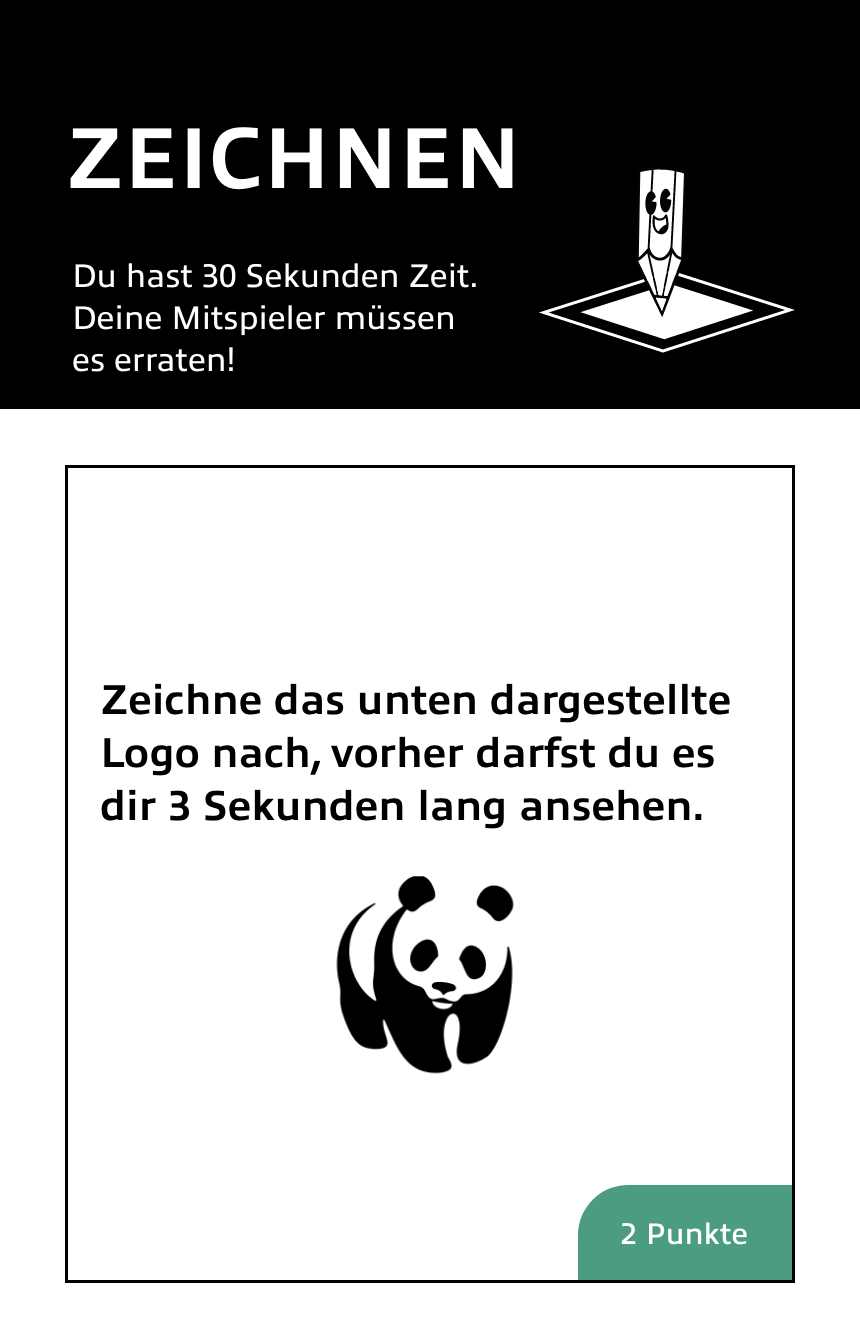 ZEICHNEN
Du hast 30 Sekunden Zeit.
Deine Mitspieler müssen
es erraten!
Zeichne das unten dargestellte
Logo nach, vorher darfst du es
dir 3 Sekunden lang ansehen.
2 Punkte